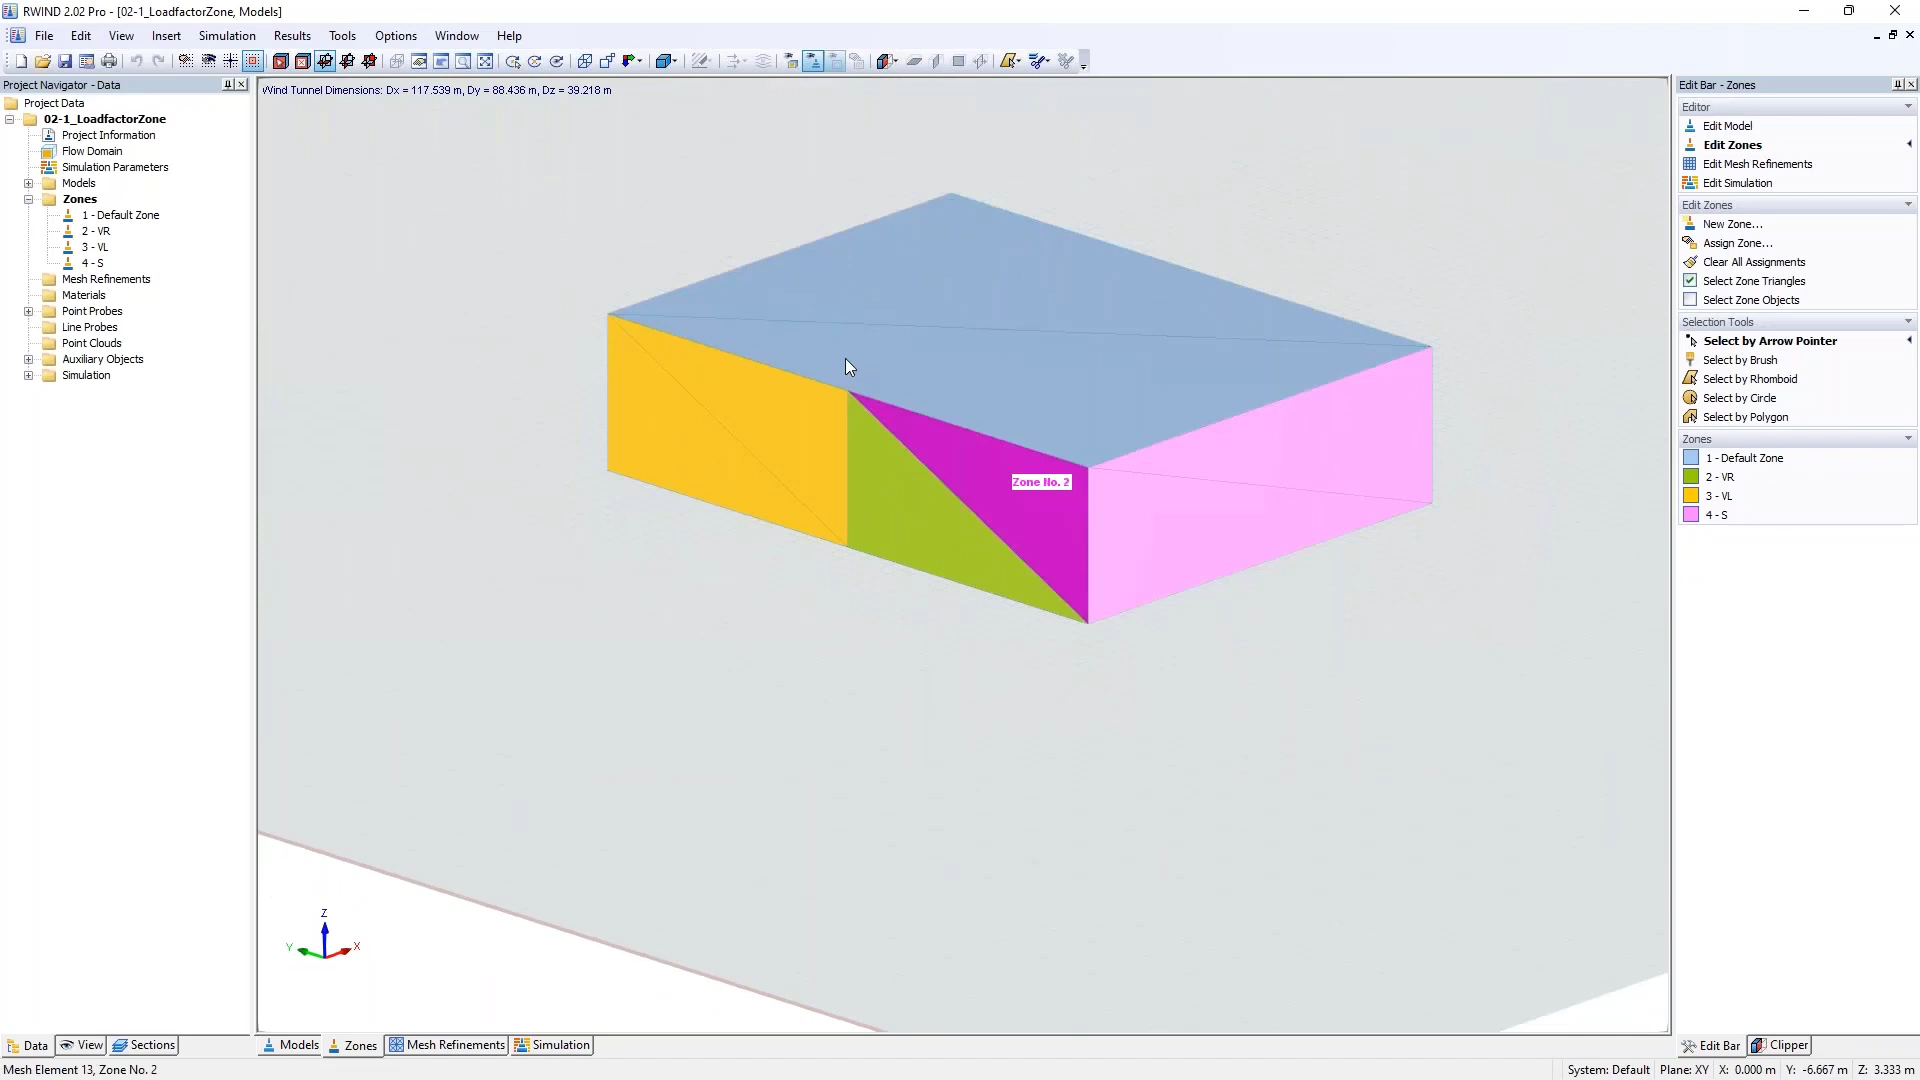 RWIND 2.02 Pro - [02-1_LoadfactorZone, Models]
File Edit View Insert Simulation Results Tools Options Window Help
Project Navigator - Data
Project Data
02-1_LoadfactorZone
Project Information
Flow Domain
Simulation Parameters
Models
Zones
1 - Default Zone
2 - VR
3 - VL
4 - S
Mesh Refinements
Materials
Point Probes
Line Probes
Point Clouds
Auxiliary Objects
Simulation
Data View Sections
Wind Tunnel Dimensions: Dx = 117.539 m, Dy = 88.436 m, Dz = 39.218 m
Zone No. 2
Z
Y
X
Models Zones Mesh Refinements Simulation
Edit Bar - Zones
Editor
Edit Model
Edit Zones
Edit Mesh Refinements
Edit Simulation
Edit Zones
New Zone...
Assign Zone...
Clear All Assignments
Select Zone Triangles
Select Zone Objects
Selection Tools
Select by Arrow Pointer
Select by Brush
Select by Rhomboid
Select by Circle
Select by Polygon
Zones
1 - Default Zone
2 - VR
3 - VL
4 - S
Edit Bar Clipper
Mesh Element 13, Zone No. 2
System: Default Plane: XY X: 0.000 m Y: -6.667 m Z: 3.333 m